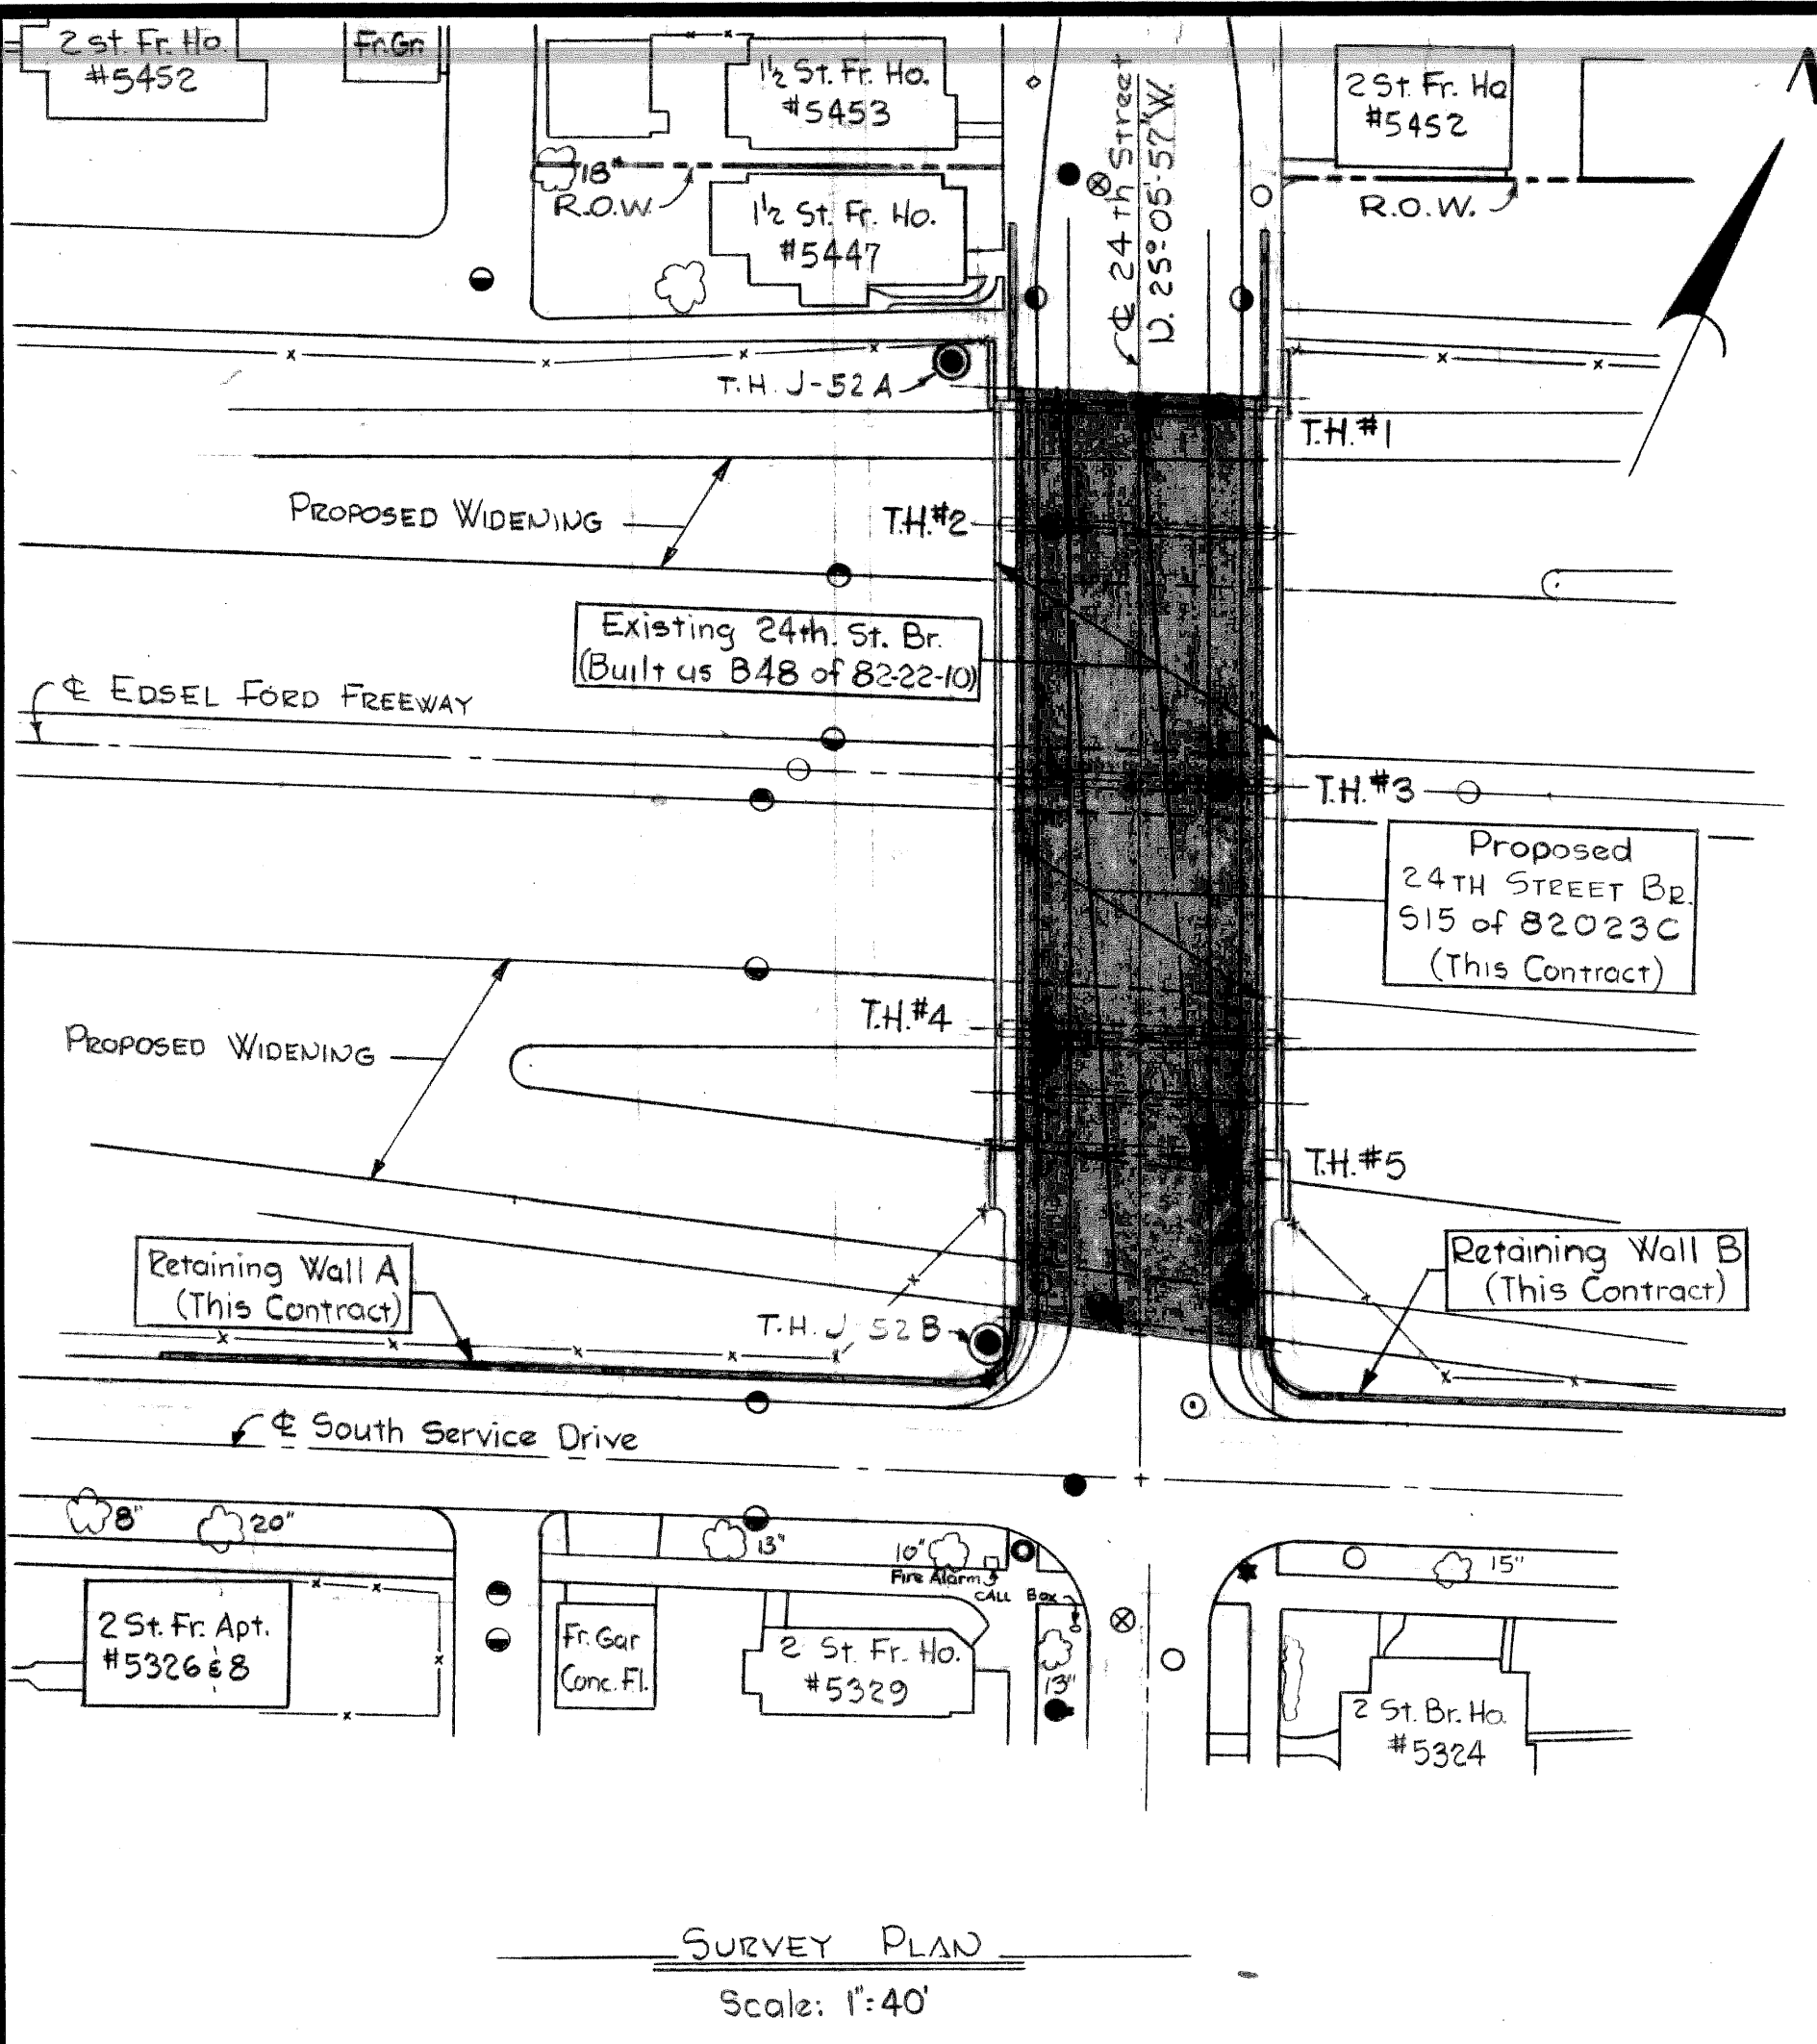 2 St. Fr. Ho.
#5452
Fr. Gr.
1½ St. Fr. Ho.
#5453
2 St. Fr. Ho
#5452
℄ 24th Street
N. 25°-05'-57"W.
18"
R.O.W.
R.O.W.
1½ St. Fr. Ho.
#5447
T.H. J-52A
T.H.#1
PROPOSED WIDENING
T.H.#2
Existing 24th. St. Br.
(Built as B48 of 82-22-10)
℄ EDSEL FORD FREEWAY
T.H.#3
Proposed
24TH STREET BR.
S15 of 82023C
(This Contract)
T.H.#4
PROPOSED WIDENING
T.H.#5
Retaining Wall A
(This Contract)
Retaining Wall B
(This Contract)
T.H. J 52B
℄ South Service Drive
8"
20"
13"
10"
15"
Fire Alarm
CALL BOX
2 St. Fr. Apt.
#5326 & 8
Fr. Gar
Conc. Fl.
2 St. Fr. Ho.
#5329
13"
2 St. Br. Ho.
#5324
SURVEY PLAN
Scale: 1":40'